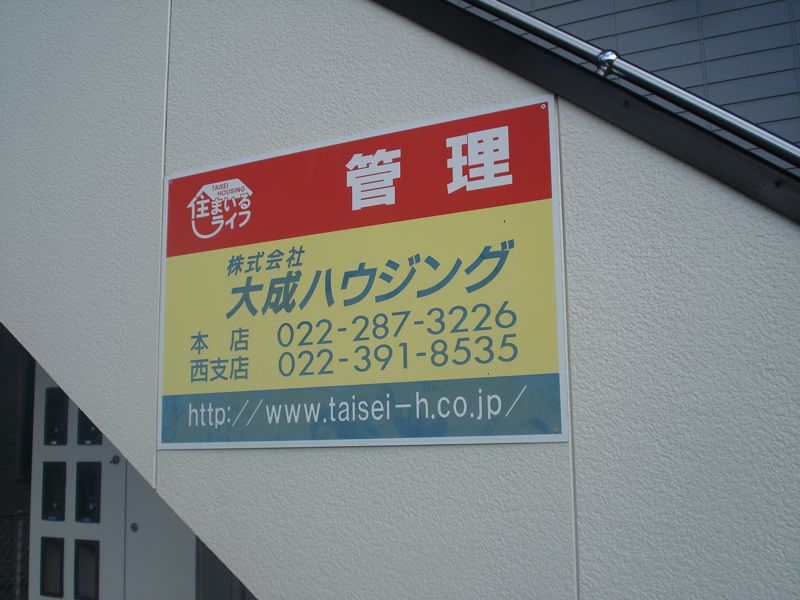 管理
TAISEI
HOUSING
住まいる
ライフ
株式会社
大成ハウジング
本店 022-287-3226
西支店 022-391-8535
http://www.taisei-h.co.jp/